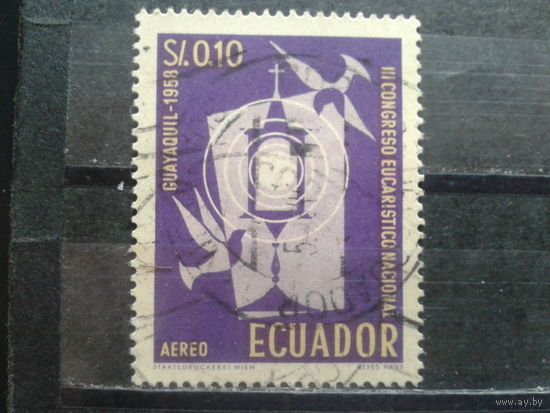 S/.0.10
GUAYAQUIL-1958
III CONGRESO EUCARISTICO NACIONAL
AEREO
ECUADOR
STAATSDRUCKEREI WIEN
REYES HANS
www.ay.by